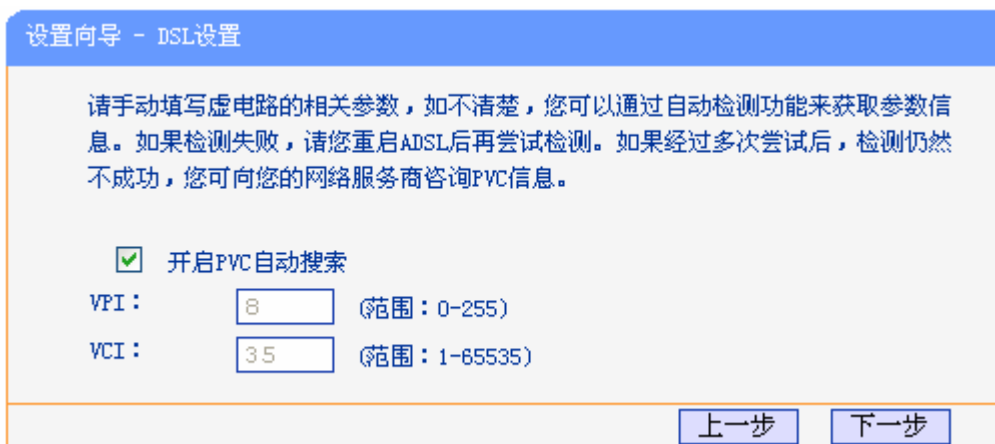 设置向导 - DSL设置
请手动填写虚电路的相关参数，如不清楚，您可以通过自动检测功能来获取参数信
息。如果检测失败，请您重启ADSL后再尝试检测。如果经过多次尝试后，检测仍然
不成功，您可向您的网络服务商咨询PVC信息。
开启PVC自动搜索
VPI： 8 (范围：0-255)
VCI： 35 (范围：1-65535)
上一步 下一步